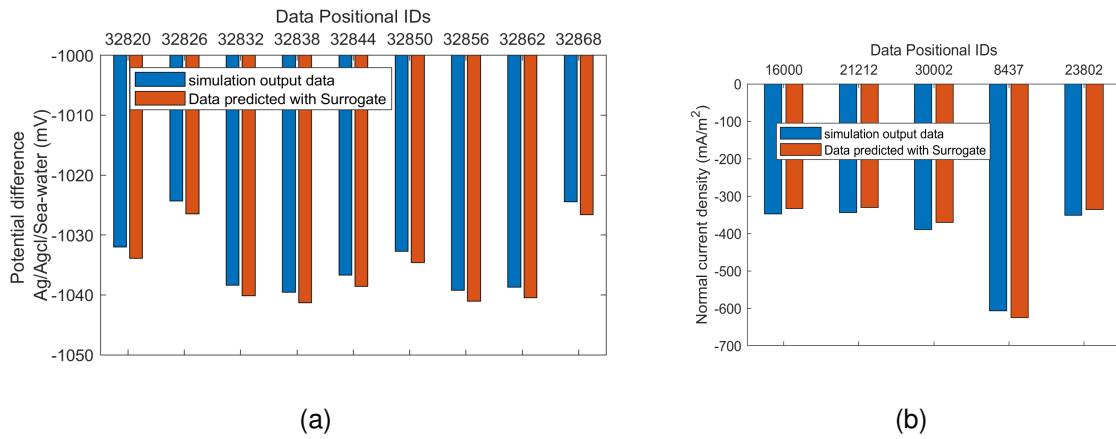 Data Positional IDs
32820 32826 32832 32838 32844 32850 32856 32862 32868
-1000
-1010
-1020
-1030
-1040
-1050
Potential difference
Ag/Agcl/Sea-water (mV)
simulation output data
Data predicted with Surrogate
(a)
Data Positional IDs
16000 21212 30002 8437 23802
0
-100
-200
-300
-400
-500
-600
-700
Normal current density (mA/m²)
simulation output data
Data predicted with Surrogate
(b)